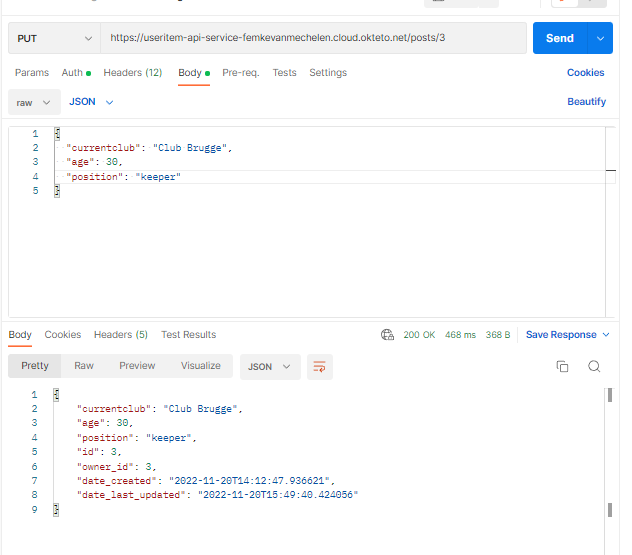 PUT https://useritem-api-service-femkevanmechelen.cloud.okteto.net/posts/3 Send
Params Auth Headers (12) Body Pre-req. Tests Settings Cookies
raw JSON Beautify
1 {
2 "currentclub": "Club Brugge",
3 "age": 30,
4 "position": "keeper"
5 }
Body Cookies Headers (5) Test Results 200 OK 468 ms 368 B Save Response
Pretty Raw Preview Visualize JSON
1 {
2 "currentclub": "Club Brugge",
3 "age": 30,
4 "position": "keeper",
5 "id": 3,
6 "owner_id": 3,
7 "date_created": "2022-11-20T14:12:47.936621",
8 "date_last_updated": "2022-11-20T15:49:40.424056"
9 }